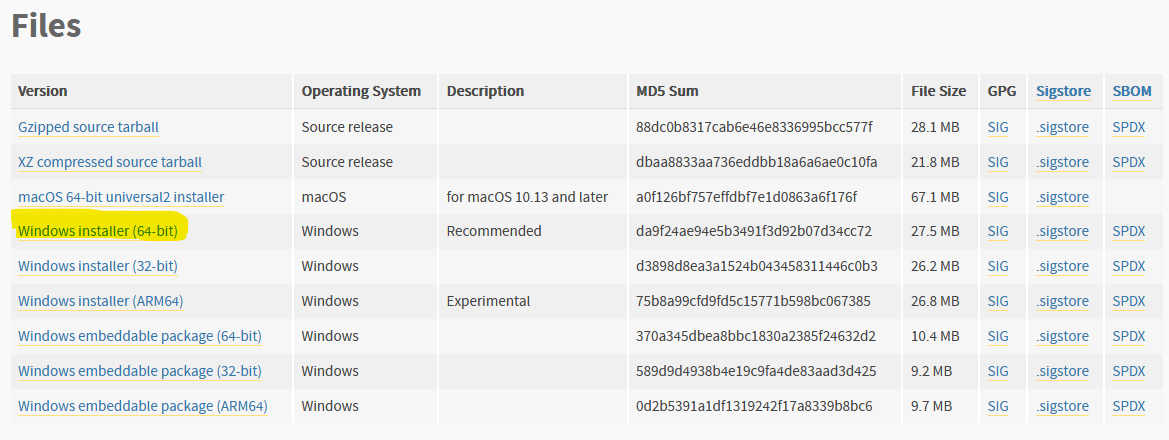 Files
Version Operating System Description MD5 Sum File Size GPG Sigstore SBOM
Gzipped source tarball Source release 88dc0b8317cab6e46e8336995bcc577f 28.1 MB SIG .sigstore SPDX
XZ compressed source tarball Source release dbaa8833aa736eddbb18a6a6ae0c10fa 21.8 MB SIG .sigstore SPDX
macOS 64-bit universal2 installer macOS for macOS 10.13 and later a0f126bf757effdbf7e1d0863a6f176f 67.1 MB SIG .sigstore
Windows installer (64-bit) Windows Recommended da9f24ae94e5b3491f3d92b07d34cc72 27.5 MB SIG .sigstore SPDX
Windows installer (32-bit) Windows d3898d8ea3a1524b043458311446c0b3 26.2 MB SIG .sigstore SPDX
Windows installer (ARM64) Windows Experimental 75b8a99cfd9fd5c15771b598bc067385 26.8 MB SIG .sigstore SPDX
Windows embeddable package (64-bit) Windows 370a345dbea8bbc1830a2385f24632d2 10.4 MB SIG .sigstore SPDX
Windows embeddable package (32-bit) Windows 589d9d4938b4e19c9fa4de83aad3d425 9.2 MB SIG .sigstore SPDX
Windows embeddable package (ARM64) Windows 0d2b5391a1df1319242f17a8339b8bc6 9.7 MB SIG .sigstore SPDX